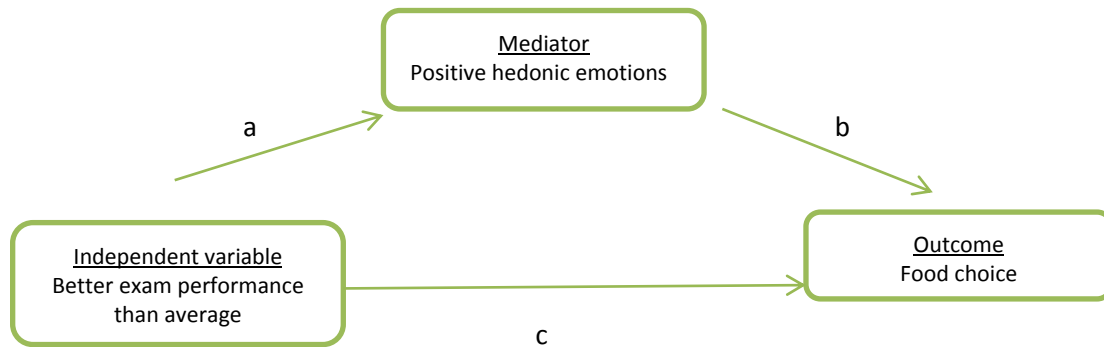 Mediator
Positive hedonic emotions
a
b
Independent variable
Better exam performance
than average
Outcome
Food choice
c